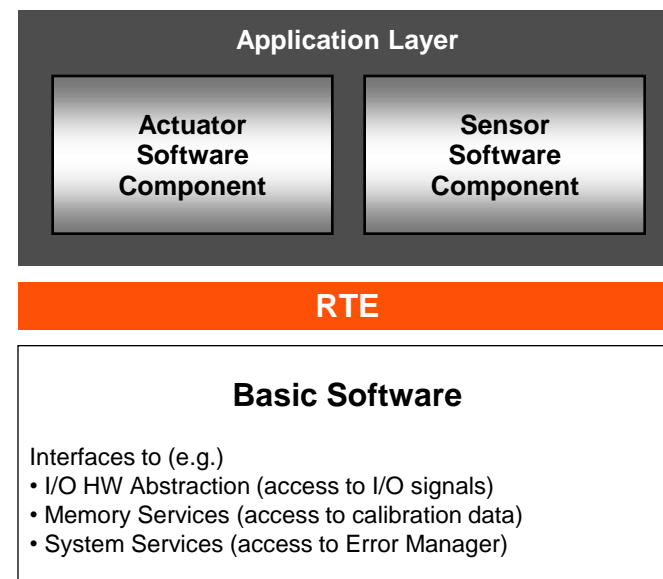 Application Layer
Actuator
Software
Component
Sensor
Software
Component
RTE
Basic Software
Interfaces to (e.g.)
• I/O HW Abstraction (access to I/O signals)
• Memory Services (access to calibration data)
• System Services (access to Error Manager)